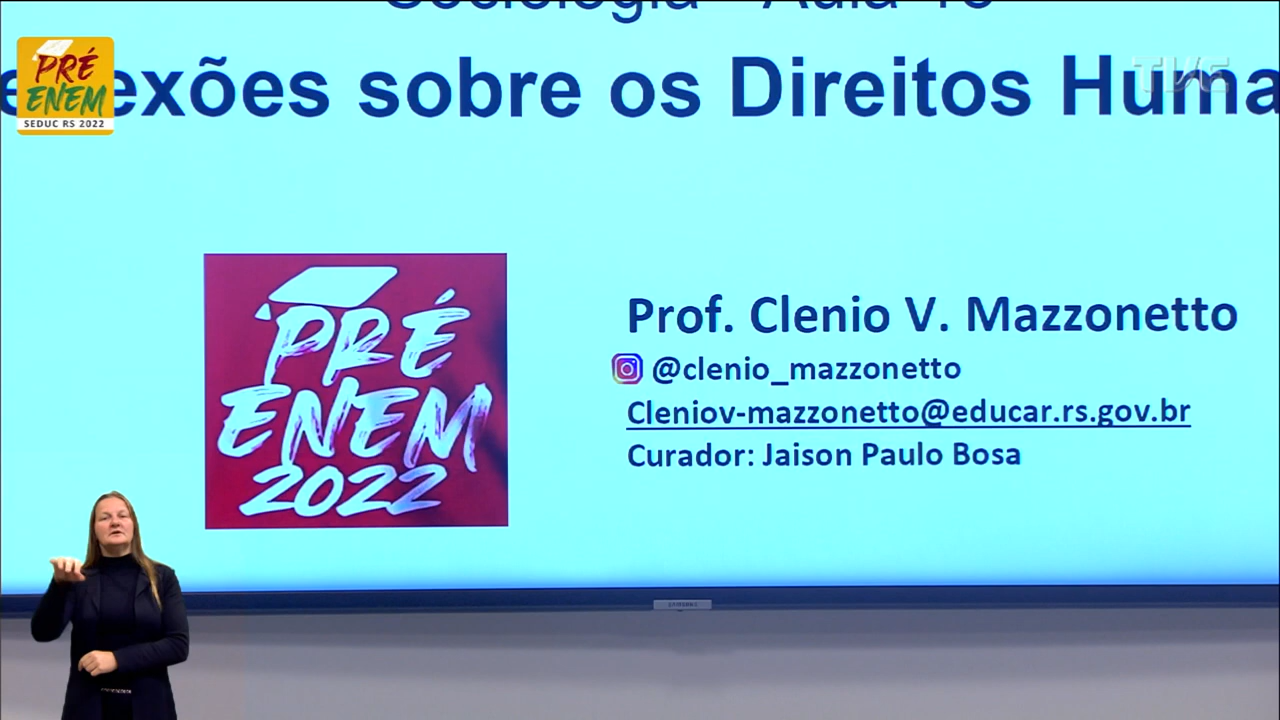 Sociologia - Aula 18
PRÉ
ENEM
SEDUC RS 2022
exões sobre os Direitos Huma
TVE
PRÉ
ENEM
2022
Prof. Clenio V. Mazzonetto
@clenio_mazzonetto
Cleniov-mazzonetto@educar.rs.gov.br
Curador: Jaison Paulo Bosa